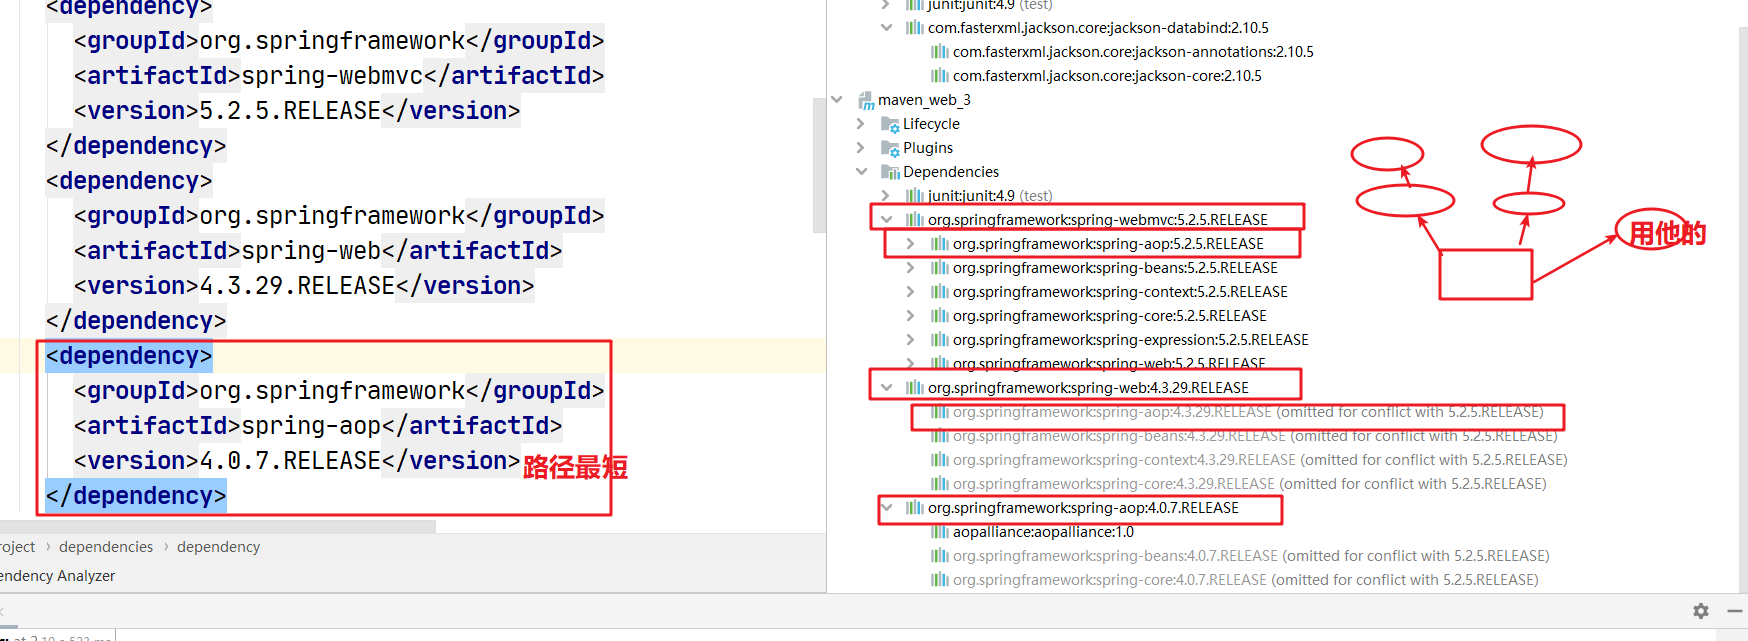 <dependency>
<groupId>org.springframework</groupId>
<artifactId>spring-webmvc</artifactId>
<version>5.2.5.RELEASE</version>
</dependency>
<dependency>
<groupId>org.springframework</groupId>
<artifactId>spring-web</artifactId>
<version>4.3.29.RELEASE</version>
</dependency>
<dependency>
<groupId>org.springframework</groupId>
<artifactId>spring-aop</artifactId>
<version>4.0.7.RELEASE</version>路径最短
</dependency>
roject › dependencies › dependency
endency Analyzer
junit:junit:4.9 (test)
com.fasterxml.jackson.core:jackson-databind:2.10.5
com.fasterxml.jackson.core:jackson-annotations:2.10.5
com.fasterxml.jackson.core:jackson-core:2.10.5
maven_web_3
Lifecycle
Plugins
Dependencies
junit:junit:4.9 (test)
org.springframework:spring-webmvc:5.2.5.RELEASE
org.springframework:spring-aop:5.2.5.RELEASE
org.springframework:spring-beans:5.2.5.RELEASE
org.springframework:spring-context:5.2.5.RELEASE
org.springframework:spring-core:5.2.5.RELEASE
org.springframework:spring-expression:5.2.5.RELEASE
org.springframework:spring-web:5.2.5.RELEASE
org.springframework:spring-web:4.3.29.RELEASE
org.springframework:spring-aop:4.3.29.RELEASE (omitted for conflict with 5.2.5.RELEASE)
org.springframework:spring-beans:4.3.29.RELEASE (omitted for conflict with 5.2.5.RELEASE)
org.springframework:spring-context:4.3.29.RELEASE (omitted for conflict with 5.2.5.RELEASE)
org.springframework:spring-core:4.3.29.RELEASE (omitted for conflict with 5.2.5.RELEASE)
org.springframework:spring-aop:4.0.7.RELEASE
aopalliance:aopalliance:1.0
org.springframework:spring-beans:4.0.7.RELEASE (omitted for conflict with 5.2.5.RELEASE)
org.springframework:spring-core:4.0.7.RELEASE (omitted for conflict with 5.2.5.RELEASE)
用他的